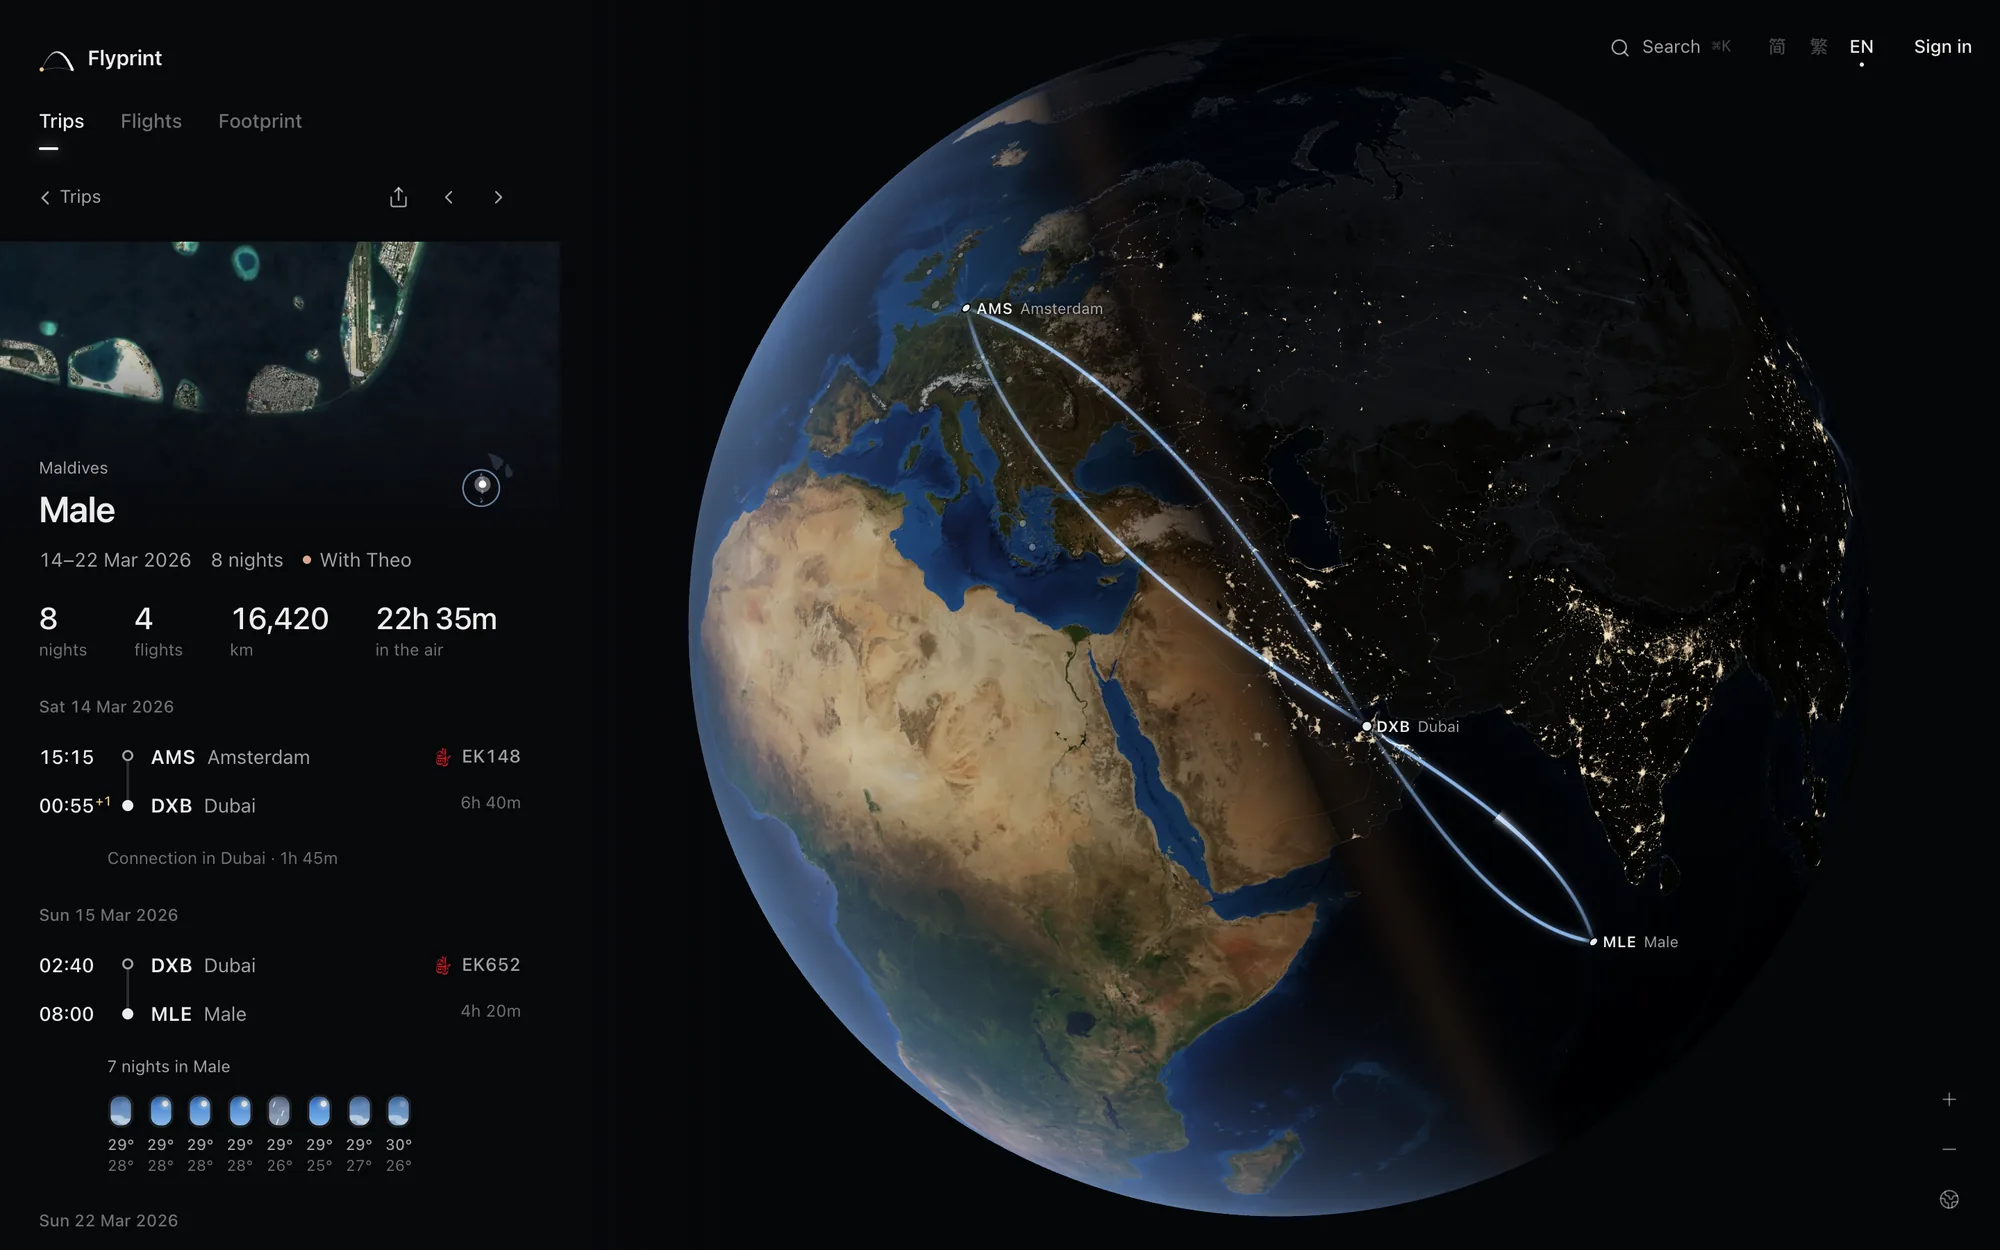 Flyprint
Search ⌘K 简 繁 EN Sign in
Trips Flights Footprint
Trips
Maldives
Male
14–22 Mar 2026 8 nights With Theo
8 4 16,420 22h 35m
nights flights km in the air
Sat 14 Mar 2026
15:15 AMS Amsterdam EK148
00:55+1 DXB Dubai 6h 40m
Connection in Dubai · 1h 45m
Sun 15 Mar 2026
02:40 DXB Dubai EK652
08:00 MLE Male 4h 20m
7 nights in Male
29° 29° 29° 29° 29° 29° 29° 30°
28° 28° 28° 28° 26° 25° 27° 26°
Sun 22 Mar 2026
AMS Amsterdam
DXB Dubai
MLE Male